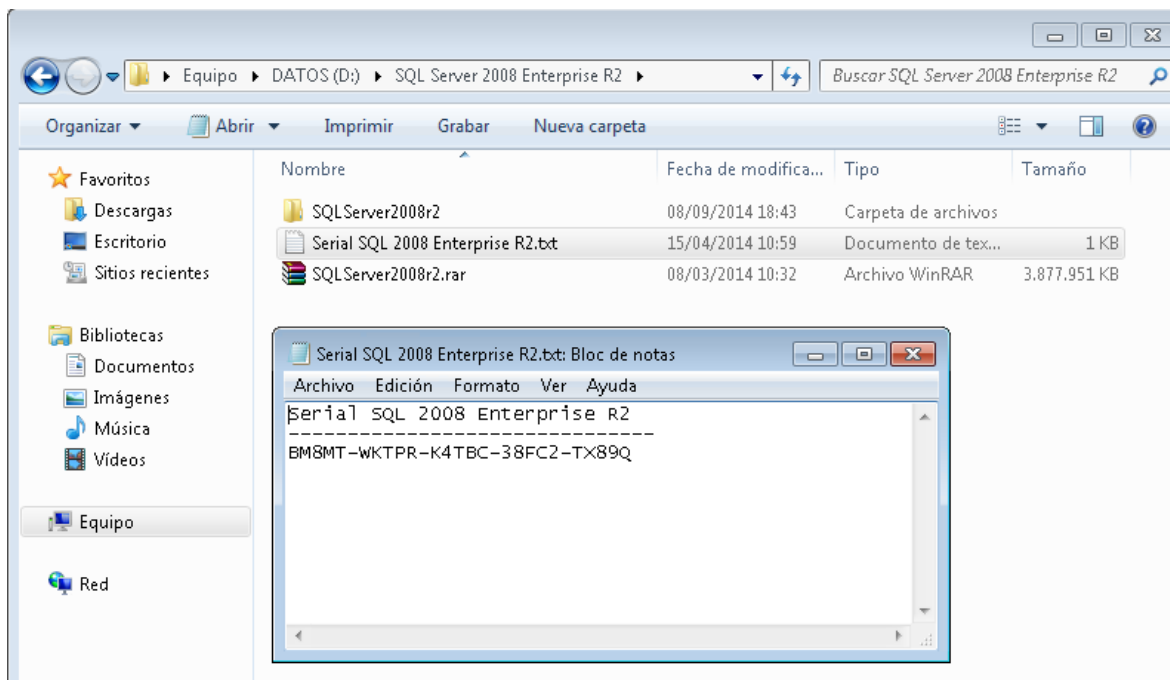 Equipo ▸ DATOS (D:) ▸ SQL Server 2008 Enterprise R2 ▸
Buscar SQL Server 2008 Enterprise R2
Organizar Abrir Imprimir Grabar Nueva carpeta
Favoritos
Descargas
Escritorio
Sitios recientes
Bibliotecas
Documentos
Imágenes
Música
Vídeos
Equipo
Red
Nombre Fecha de modifica... Tipo Tamaño
SQLServer2008r2 08/09/2014 18:43 Carpeta de archivos
Serial SQL 2008 Enterprise R2.txt 15/04/2014 10:59 Documento de tex... 1 KB
SQLServer2008r2.rar 08/03/2014 10:32 Archivo WinRAR 3.877.951 KB
Serial SQL 2008 Enterprise R2.txt: Bloc de notas
Archivo Edición Formato Ver Ayuda
Serial SQL 2008 Enterprise R2
-------------------------------
BM8MT-WKTPR-K4TBC-38FC2-TX89Q